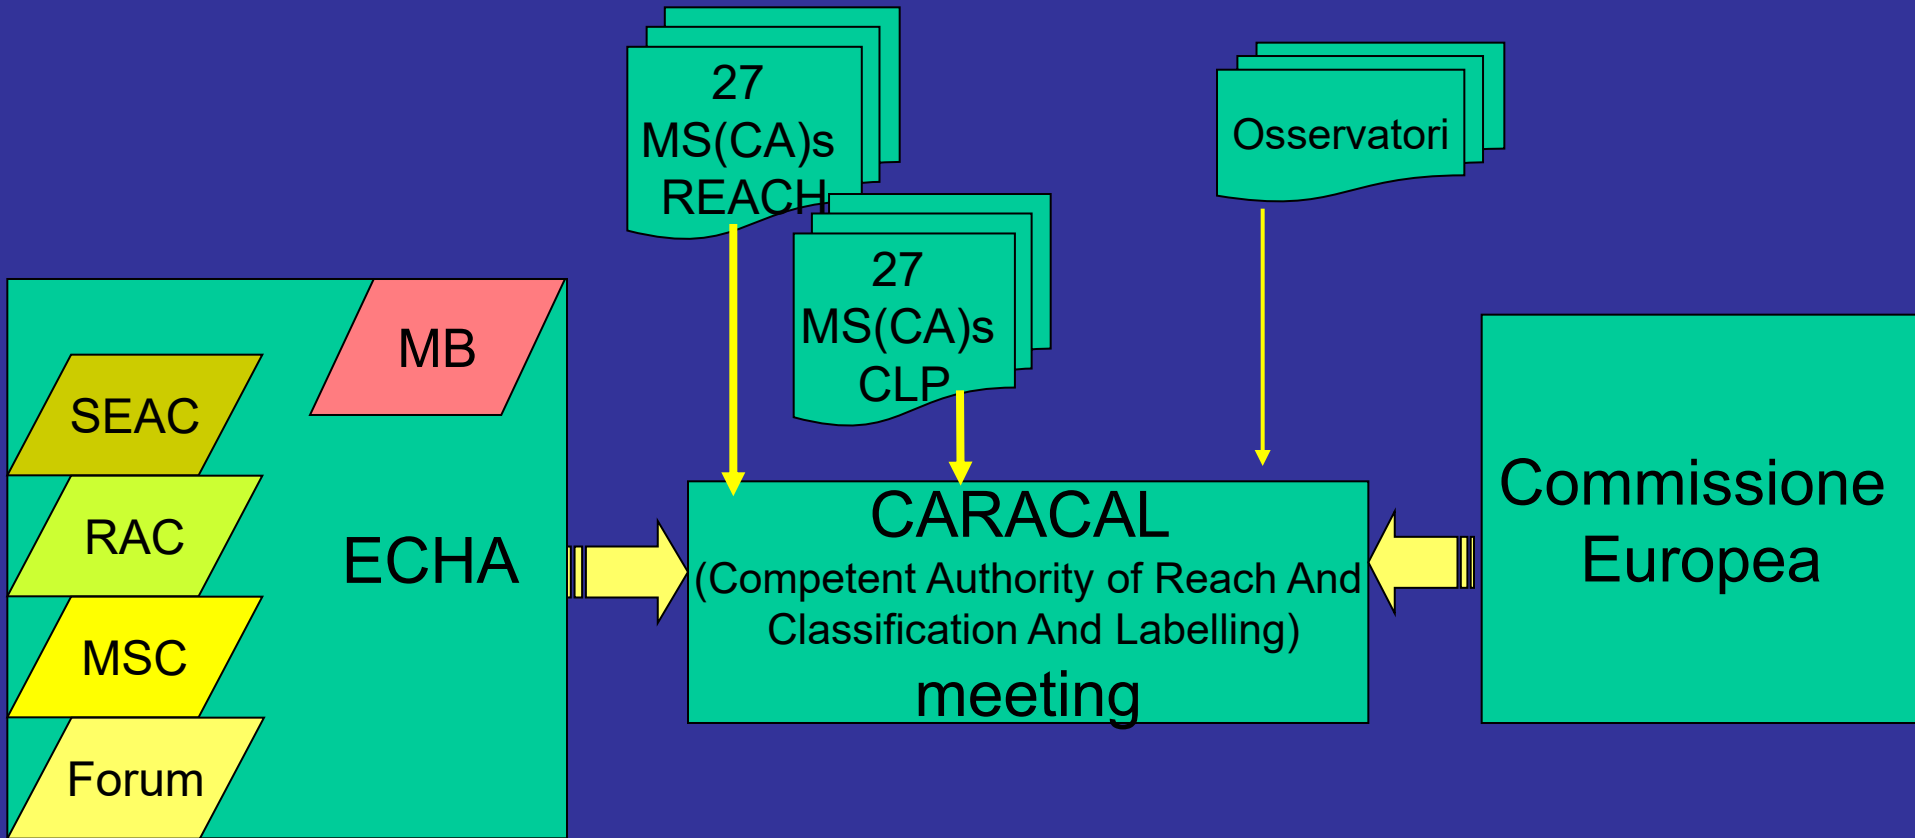 27
MS(CA)s
REACH
Osservatori
27
MS(CA)s
CLP
MB
SEAC
RAC
MSC
Forum
ECHA
CARACAL
(Competent Authority of Reach And
Classification And Labelling)
meeting
Commissione
Europea